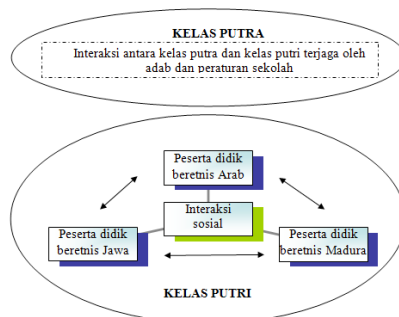 KELAS PUTRA
Interaksi antara kelas putra dan kelas putri terjaga oleh
adab dan peraturan sekolah
Peserta didik
beretnis Arab
Interaksi
sosial
Peserta didik
beretnis Jawa
Peserta didik
beretnis Madura
KELAS PUTRI